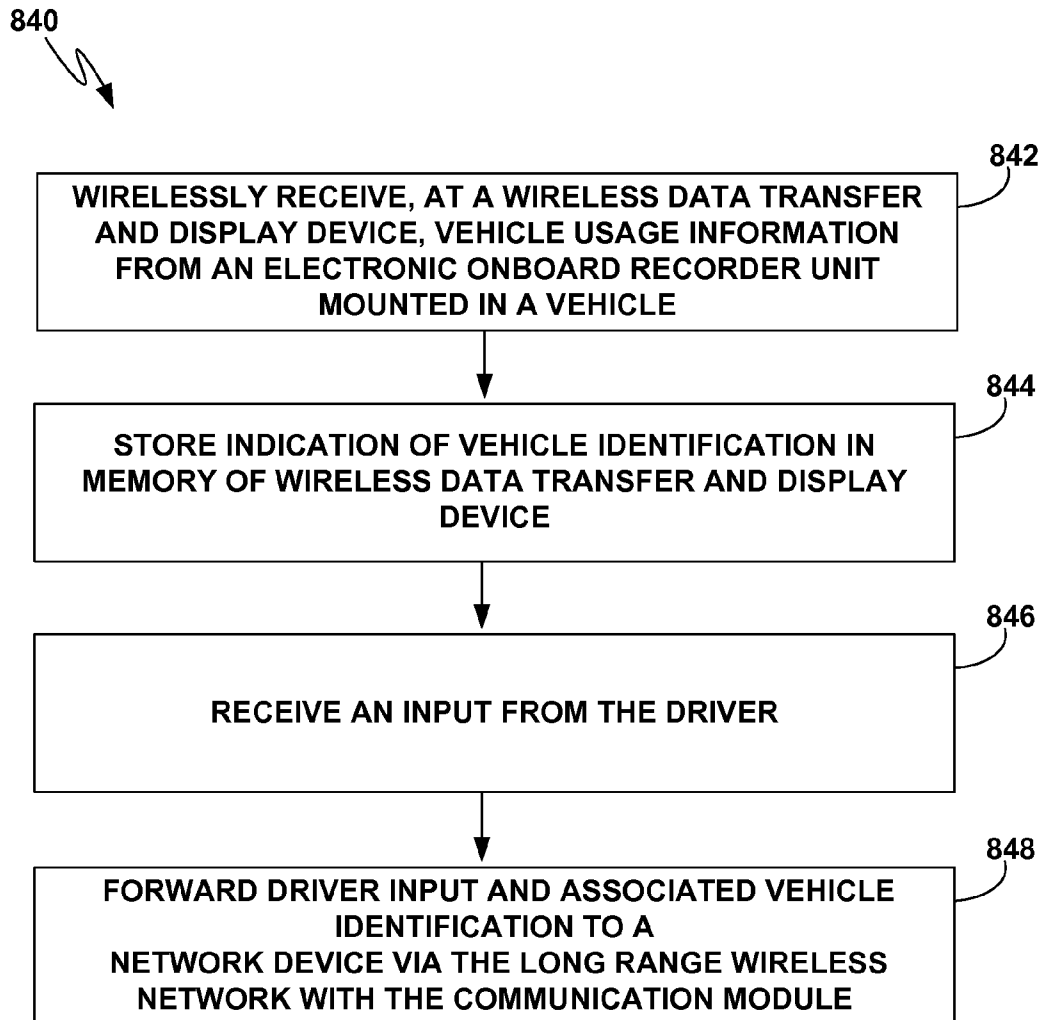 840
842
WIRELESSLY RECEIVE, AT A WIRELESS DATA TRANSFER
AND DISPLAY DEVICE, VEHICLE USAGE INFORMATION
FROM AN ELECTRONIC ONBOARD RECORDER UNIT
MOUNTED IN A VEHICLE
844
STORE INDICATION OF VEHICLE IDENTIFICATION IN
MEMORY OF WIRELESS DATA TRANSFER AND DISPLAY
DEVICE
846
RECEIVE AN INPUT FROM THE DRIVER
848
FORWARD DRIVER INPUT AND ASSOCIATED VEHICLE
IDENTIFICATION TO A
NETWORK DEVICE VIA THE LONG RANGE WIRELESS
NETWORK WITH THE COMMUNICATION MODULE